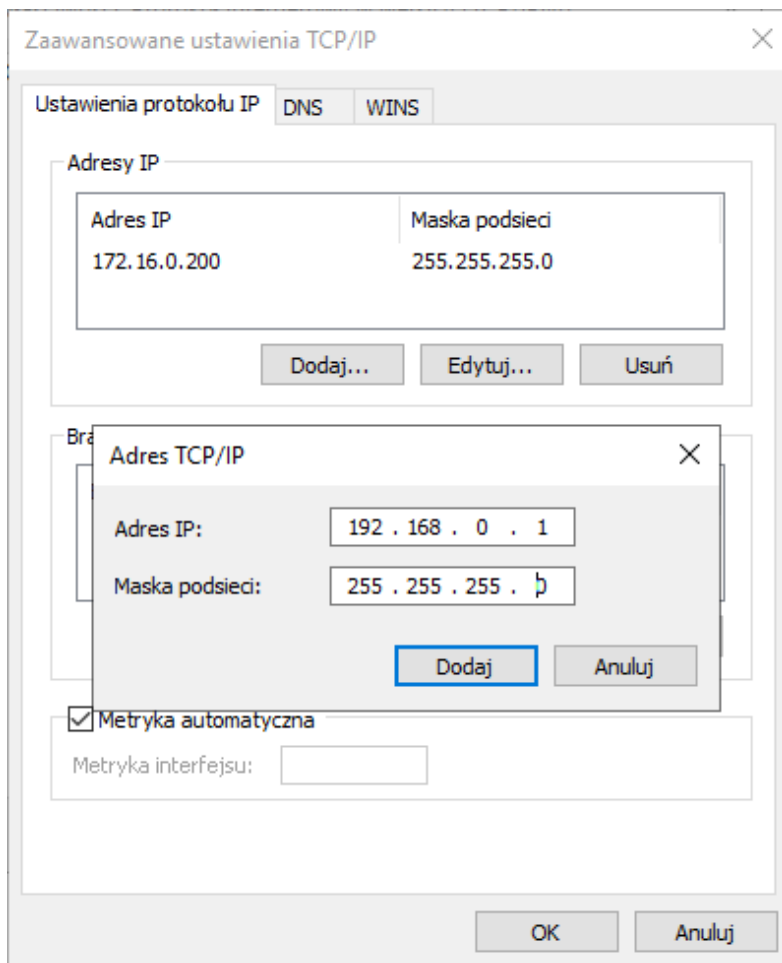 Zaawansowane ustawienia TCP/IP
Ustawienia protokołu IP DNS WINS
Adresy IP
Adres IP Maska podsieci
172.16.0.200 255.255.255.0
Dodaj... Edytuj... Usuń
Bra
Adres TCP/IP
Adres IP: 192 . 168 . 0 . 1
Maska podsieci: 255 . 255 . 255 . 0
Dodaj Anuluj
Metryka automatyczna
Metryka interfejsu:
OK Anuluj